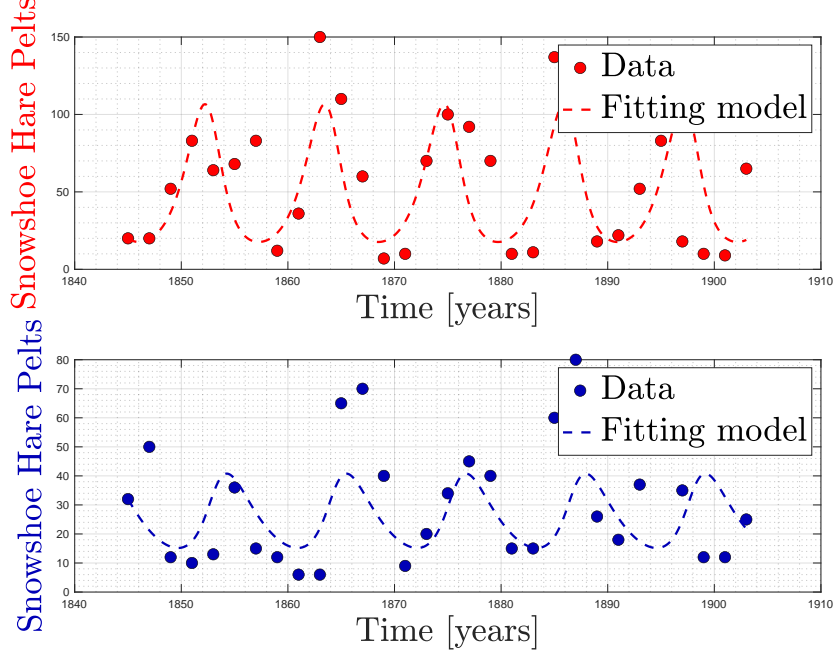 Snowshoe Hare Pelts
150
100
50
0
Data
Fitting model
1840 1850 1860 1870 1880 1890 1900 1910
Time [years]
Snowshoe Hare Pelts
80
70
60
50
40
30
20
10
0
Data
Fitting model
1840 1850 1860 1870 1880 1890 1900 1910
Time [years]